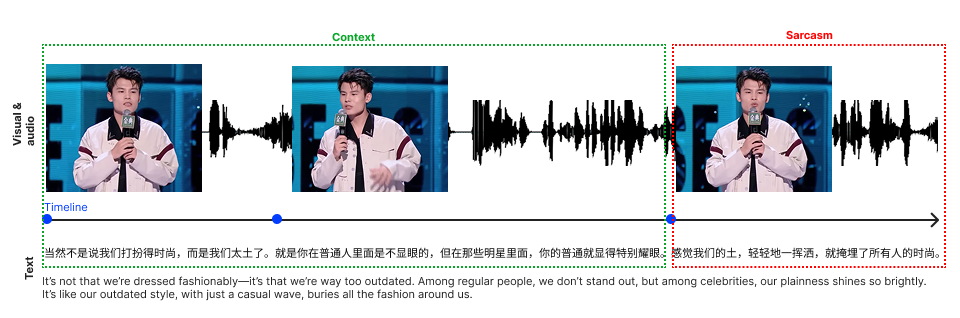 Context
Sarcasm
Visual &
audio
Timeline
Text
当然不是说我们打扮得时尚，而是我们太土了。就是你在普通人里面是不显眼的，但在那些明星里面，你的普通就显得特别耀眼。
感觉我们的土，轻轻地一挥洒，就掩埋了所有人的时尚。
It’s not that we’re dressed fashionably—it’s that we’re way too outdated. Among regular people, we don’t stand out, but among celebrities, our plainness shines so brightly.
It’s like our outdated style, with just a casual wave, buries all the fashion around us.